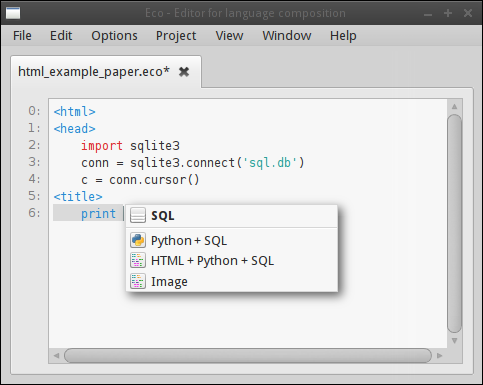 Eco - Editor for language composition
File Edit Options Project View Window Help
html_example_paper.eco*
0: <html>
1: <head>
2: import sqlite3
3: conn = sqlite3.connect('sql.db')
4: c = conn.cursor()
5: <title>
6: print
SQL
Python + SQL
HTML + Python + SQL
Image